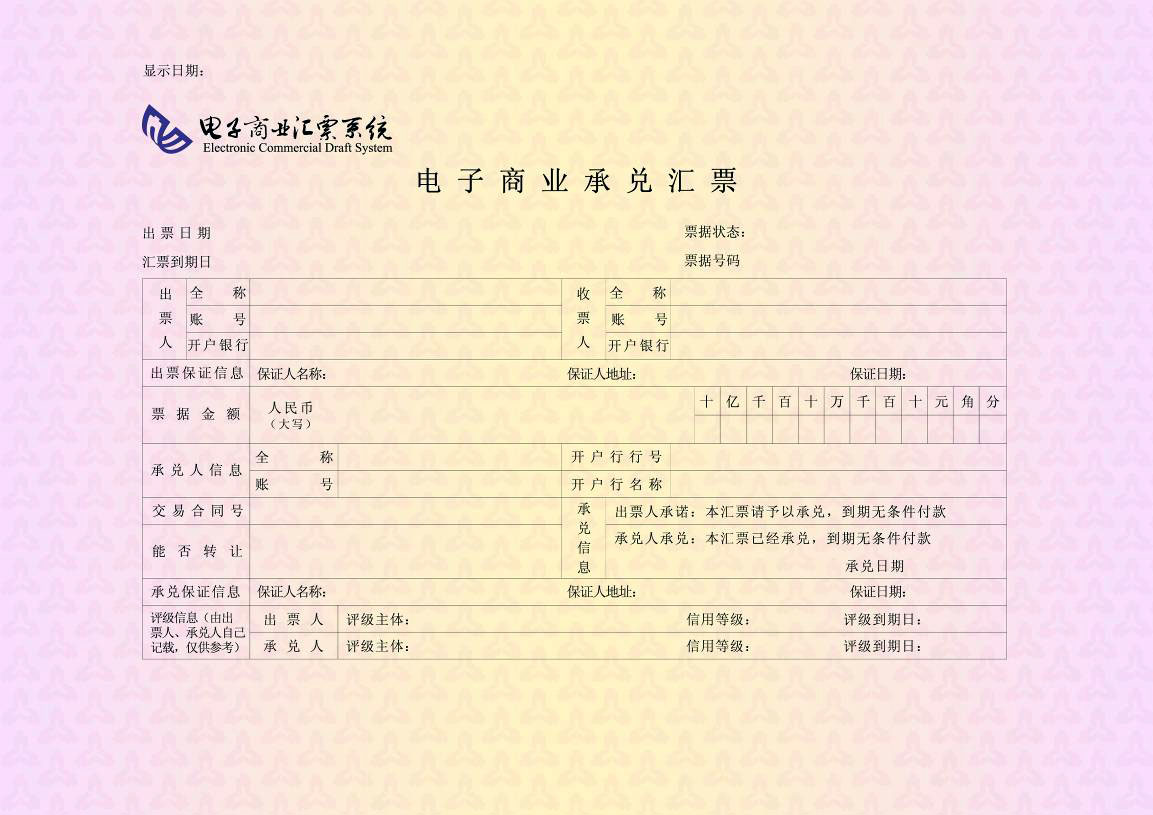 显示日期：
电子商业汇票系统
Electronic Commercial Draft System
电子商业承兑汇票
出票日期 票据状态：
汇票到期日 票据号码
出票人 全称 收票人 全称
账号 账号
开户银行 开户银行
出票保证信息 保证人名称： 保证人地址： 保证日期：
票据金额 人民币（大写） 十 亿 千 百 十 万 千 百 十 元 角 分
承兑人信息 全称 开户行行号
账号 开户行名称
交易合同号 承兑信息 出票人承诺：本汇票请予以承兑，到期无条件付款
能否转让 承兑人承兑：本汇票已经承兑，到期无条件付款
承兑日期
承兑保证信息 保证人名称： 保证人地址： 保证日期：
评级信息（由出票人、承兑人自己记载，仅供参考） 出票人 评级主体： 信用等级： 评级到期日：
承兑人 评级主体： 信用等级： 评级到期日：